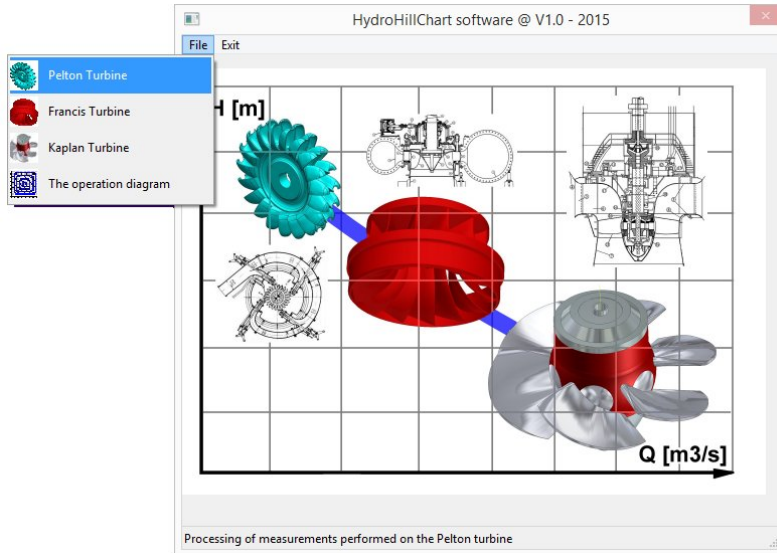 HydroHillChart software @ V1.0 - 2015
File Exit
Pelton Turbine
Francis Turbine
Kaplan Turbine
The operation diagram
H [m]
Q [m3/s]
Processing of measurements performed on the Pelton turbine